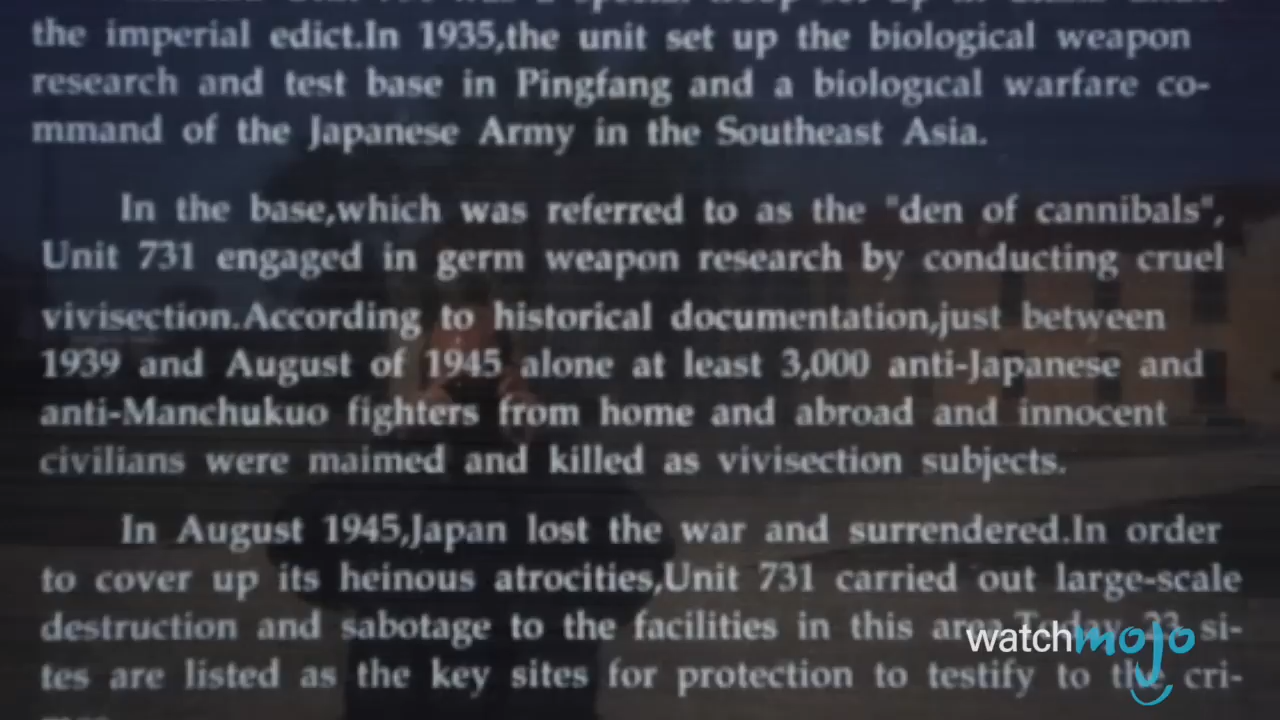 the imperial edict.In 1935,the unit set up the biological weapon
research and test base in Pingfang and a biological warfare co-
mmand of the Japanese Army in the Southeast Asia.
In the base,which was referred to as the "den of cannibals",
Unit 731 engaged in germ weapon research by conducting cruel
vivisection.According to historical documentation,just between
1939 and August of 1945 alone at least 3,000 anti-Japanese and
anti-Manchukuo fighters from home and abroad and innocent
civilians were maimed and killed as vivisection subjects.
In August 1945,Japan lost the war and surrendered.In order
to cover up its heinous atrocities,Unit 731 carried out large-scale
destruction and sabotage to the facilities in this area.Today 23 si-
tes are listed as the key sites for protection to testify to the cri-
watchmojo